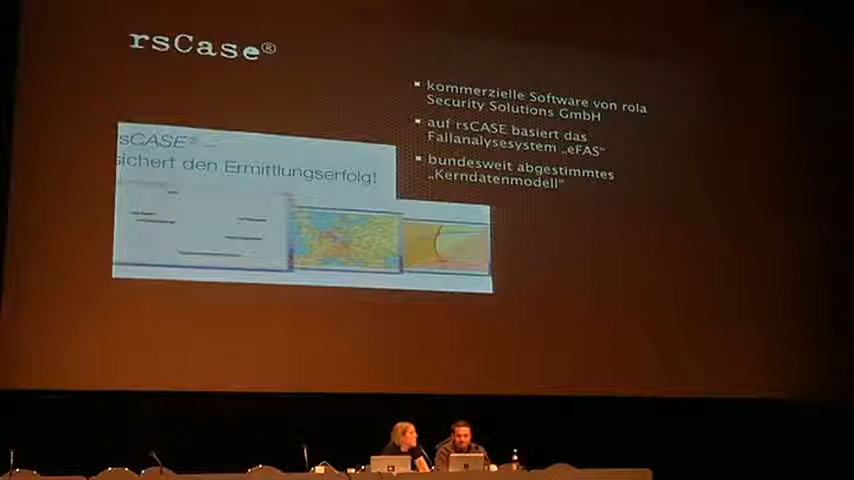 rsCase®
▪ kommerzielle Software von rola
Security Solutions GmbH
▪ auf rsCASE basiert das
Fallanalysesystem „eFAS“
▪ bundesweit abgestimmtes
„Kerndatenmodell“
sCASE® –
sichert den Ermittlungserfolg!